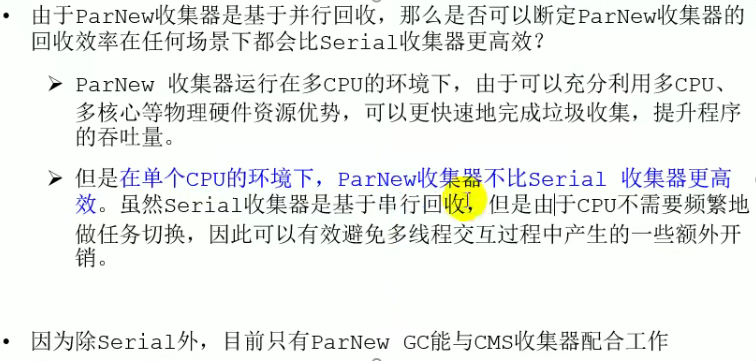 • 由于ParNew收集器是基于并行回收，那么是否可以断定ParNew收集器的
回收效率在任何场景下都会比Serial收集器更高效？
➢ ParNew 收集器运行在多CPU的环境下，由于可以充分利用多CPU、
多核心等物理硬件资源优势，可以更快速地完成垃圾收集，提升程序
的吞吐量。
➢ 但是在单个CPU的环境下，ParNew收集器不比Serial 收集器更高
效。虽然Serial收集器是基于串行回收，但是由于CPU不需要频繁地
做任务切换，因此可以有效避免多线程交互过程中产生的一些额外开
销。
• 因为除Serial外，目前只有ParNew GC能与CMS收集器配合工作